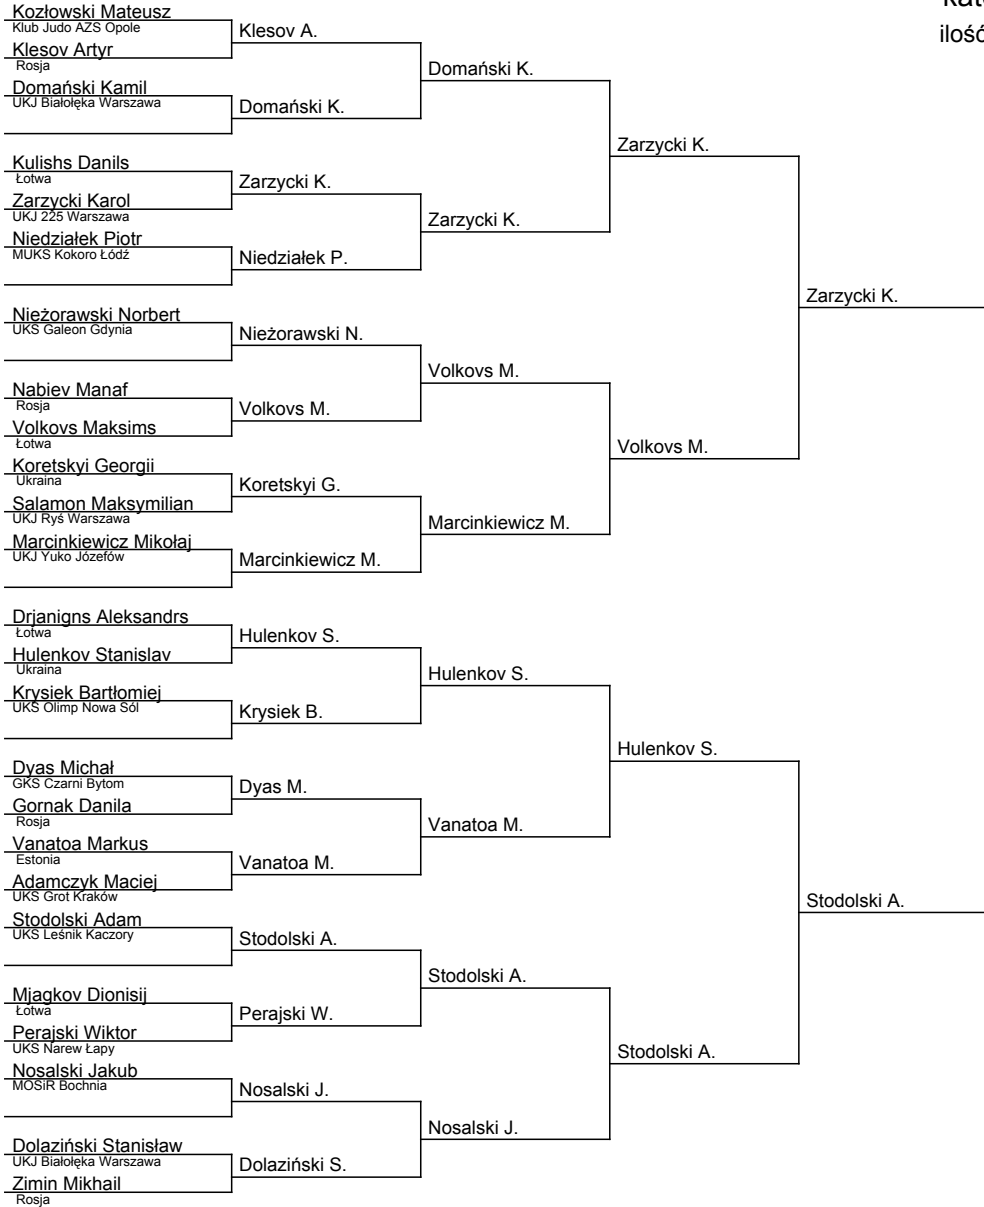 Kozłowski Mateusz
Klub Judo AZS Opole
Klesov Artyr
Rosja
Domański Kamil
UKJ Białołęka Warszawa
Kulishs Danils
Łotwa
Zarzycki Karol
UKJ 225 Warszawa
Niedziałek Piotr
MUKS Kokoro Łódź
Nieżorawski Norbert
UKS Galeon Gdynia
Nabiev Manaf
Rosja
Volkovs Maksims
Łotwa
Koretskyi Georgii
Ukraina
Salamon Maksymilian
UKJ Ryś Warszawa
Marcinkiewicz Mikołaj
UKJ Yuko Józefów
Drjanigns Aleksandrs
Łotwa
Hulenkov Stanislav
Ukraina
Krysiek Bartłomiej
UKS Olimp Nowa Sól
Dyas Michał
GKS Czarni Bytom
Gornak Danila
Rosja
Vanatoa Markus
Estonia
Adamczyk Maciej
UKS Grot Kraków
Stodolski Adam
UKS Leśnik Kaczory
Mjagkov Dionisij
Łotwa
Perajski Wiktor
UKS Narew Łapy
Nosalski Jakub
MOSiR Bochnia
Dolaziński Stanisław
UKJ Białołęka Warszawa
Zimin Mikhail
Rosja
Klesov A.
Domański K.
Zarzycki K.
Niedziałek P.
Nieżorawski N.
Volkovs M.
Koretskyi G.
Marcinkiewicz M.
Hulenkov S.
Krysiek B.
Dyas M.
Vanatoa M.
Stodolski A.
Perajski W.
Nosalski J.
Dolaziński S.
Domański K.
Zarzycki K.
Volkovs M.
Marcinkiewicz M.
Hulenkov S.
Vanatoa M.
Stodolski A.
Nosalski J.
Zarzycki K.
Volkovs M.
Hulenkov S.
Stodolski A.
Zarzycki K.
Stodolski A.
ilość